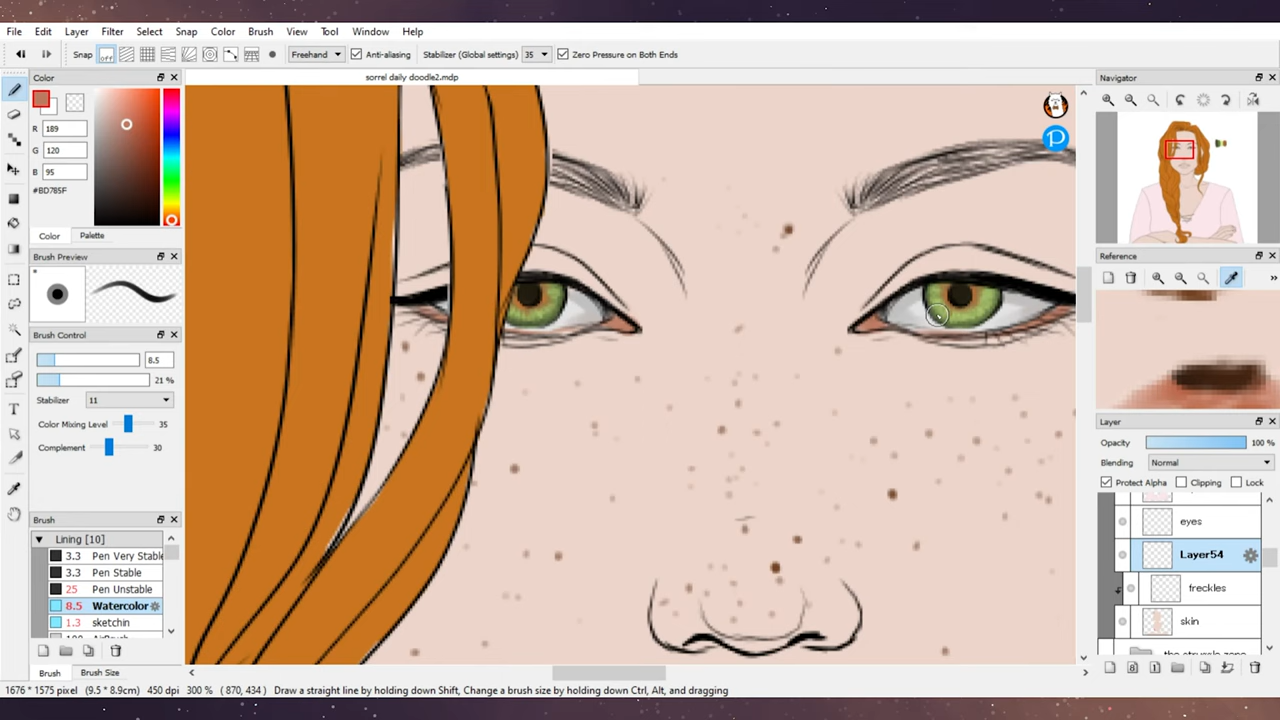 File Edit Layer Filter Select Snap Color Brush View Tool Window Help
Snap off Freehand Anti-aliasing Stabilizer (Global settings) 35 Zero Pressure on Both Ends
Color
sorrel daily doodle2.mdp
Navigator
R 189
G 120
B 95
#BD785F
Color Palette
Brush Preview
Reference
Brush Control
8.5
21 %
Stabilizer 11
Color Mixing Level 35
Complement 30
Layer
Opacity 100 %
Blending Normal
Protect Alpha Clipping Lock
eyes
Layer54
freckles
skin
the struggle zone
Brush
Lining [10]
3.3 Pen Very Stable
3.3 Pen Stable
25 Pen Unstable
8.5 Watercolor
1.3 sketchin
100 AirBrush
Brush Brush Size
1676 * 1575 pixel (9.5 * 8.9cm) 450 dpi 300 % ( 870, 434 ) Draw a straight line by holding down Shift, Change a brush size by holding down Ctrl, Alt, and dragging